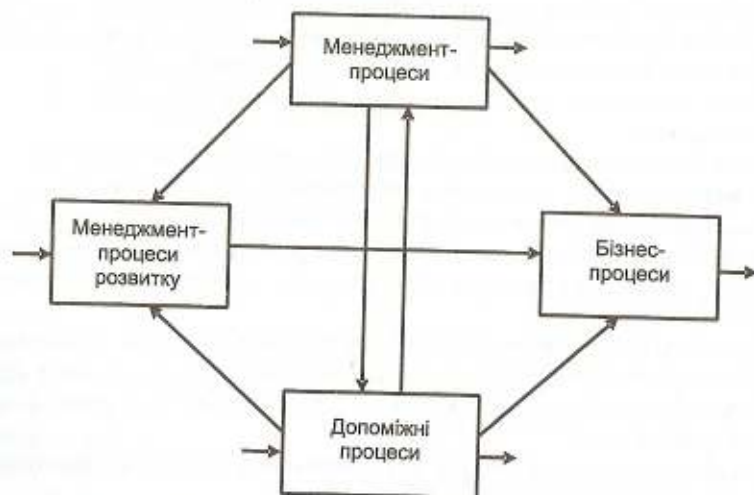 Менеджмент-
процеси
Менеджмент-
процеси
розвитку
Бізнес-
процеси
Допоміжні
процеси